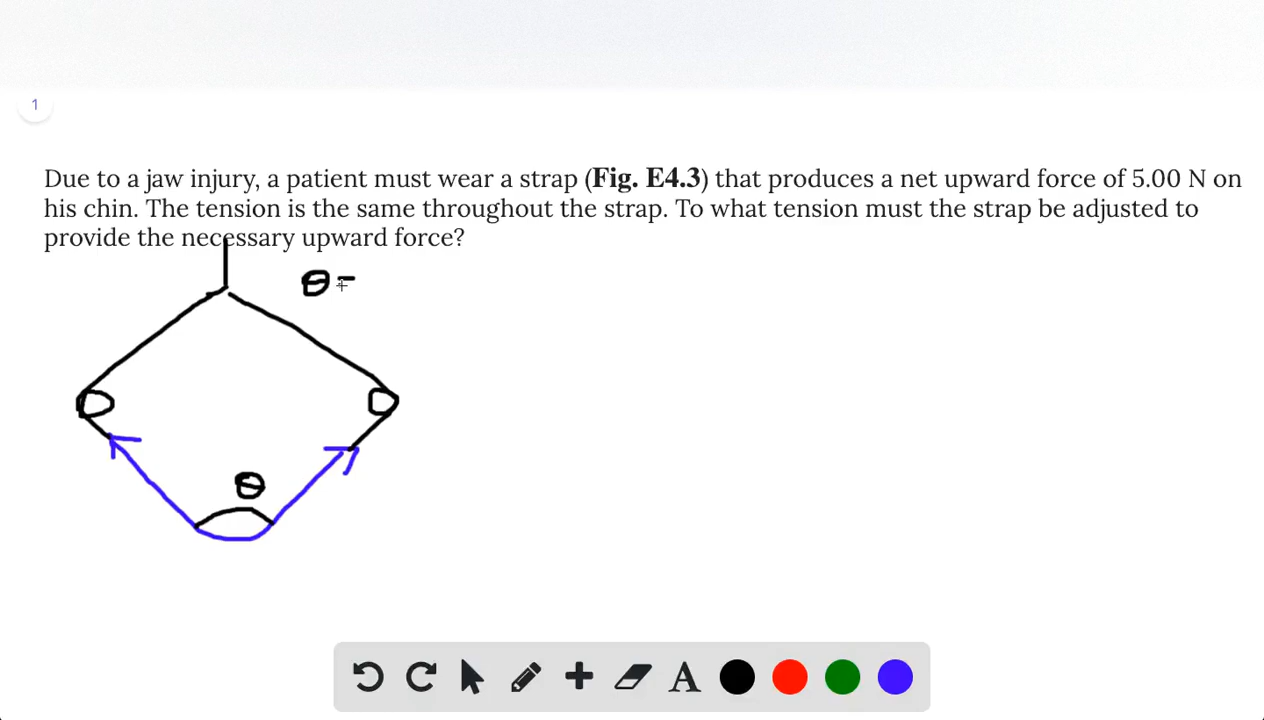 1
Due to a jaw injury, a patient must wear a strap (Fig. E4.3) that produces a net upward force of 5.00 N on
his chin. The tension is the same throughout the strap. To what tension must the strap be adjusted to
provide the necessary upward force?
θ =
θ
A